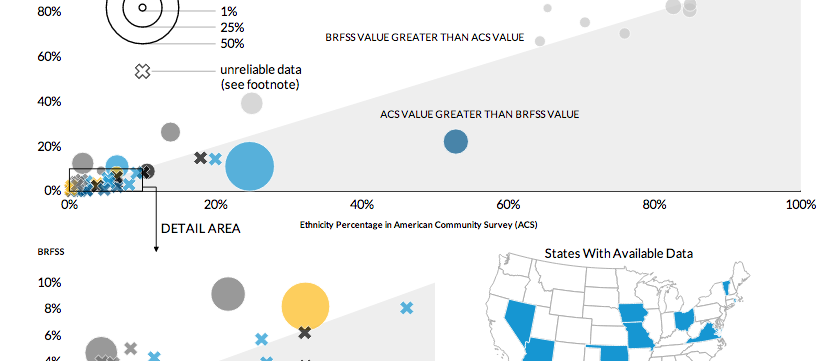 80%
1%
25%
50%
BRFSS VALUE GREATER THAN ACS VALUE
60%
unreliable data
(see footnote)
40%
ACS VALUE GREATER THAN BRFSS VALUE
20%
0%
0%
20%
40%
60%
80%
100%
Ethnicity Percentage in American Community Survey (ACS)
DETAIL AREA
BRFSS
States With Available Data
10%
8%
6%